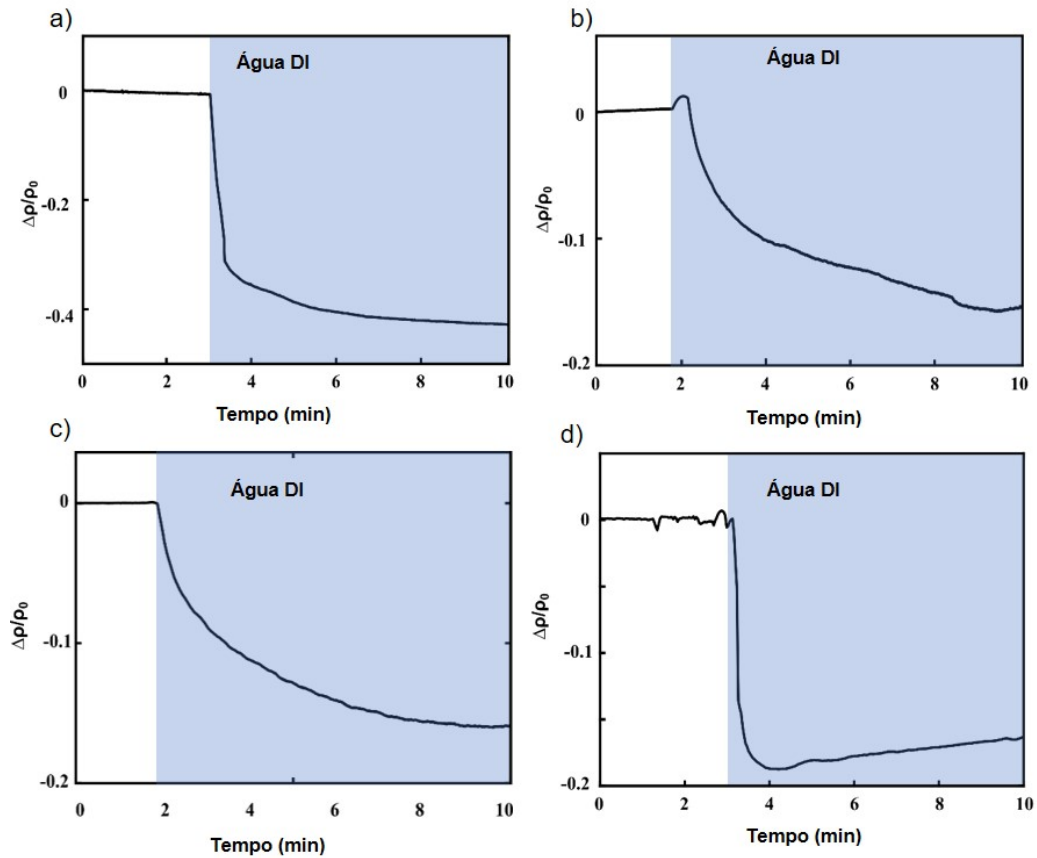 a)
Água DI
0
-0.2
-0.4
Δρ/ρ₀
0 2 4 6 8 10
Tempo (min)
b)
Água DI
0
-0.1
-0.2
Δρ/ρ₀
0 2 4 6 8 10
Tempo (min)
c)
Água DI
0
-0.1
-0.2
Δρ/ρ₀
0 2 4 6 8 10
Tempo (min)
d)
Água DI
0
-0.1
-0.2
Δρ/ρ₀
0 2 4 6 8 10
Tempo (min)